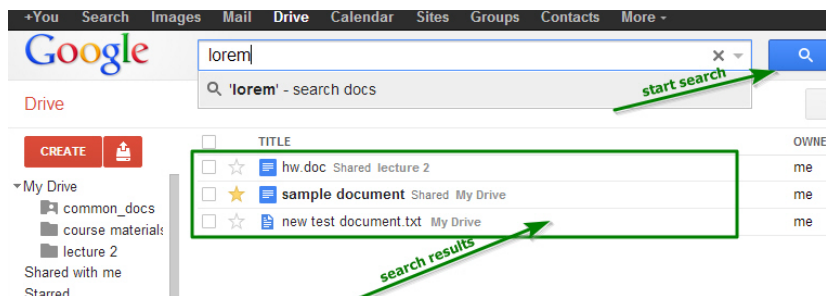 +You Search Images Mail Drive Calendar Sites Groups Contacts More
Google
lorem
'lorem' - search docs
start search
Drive
CREATE
TITLE
OWNE
hw.doc Shared lecture 2
me
sample document Shared My Drive
me
new test document.txt My Drive
me
My Drive
common_docs
course materials
lecture 2
Shared with me
Starred
search results